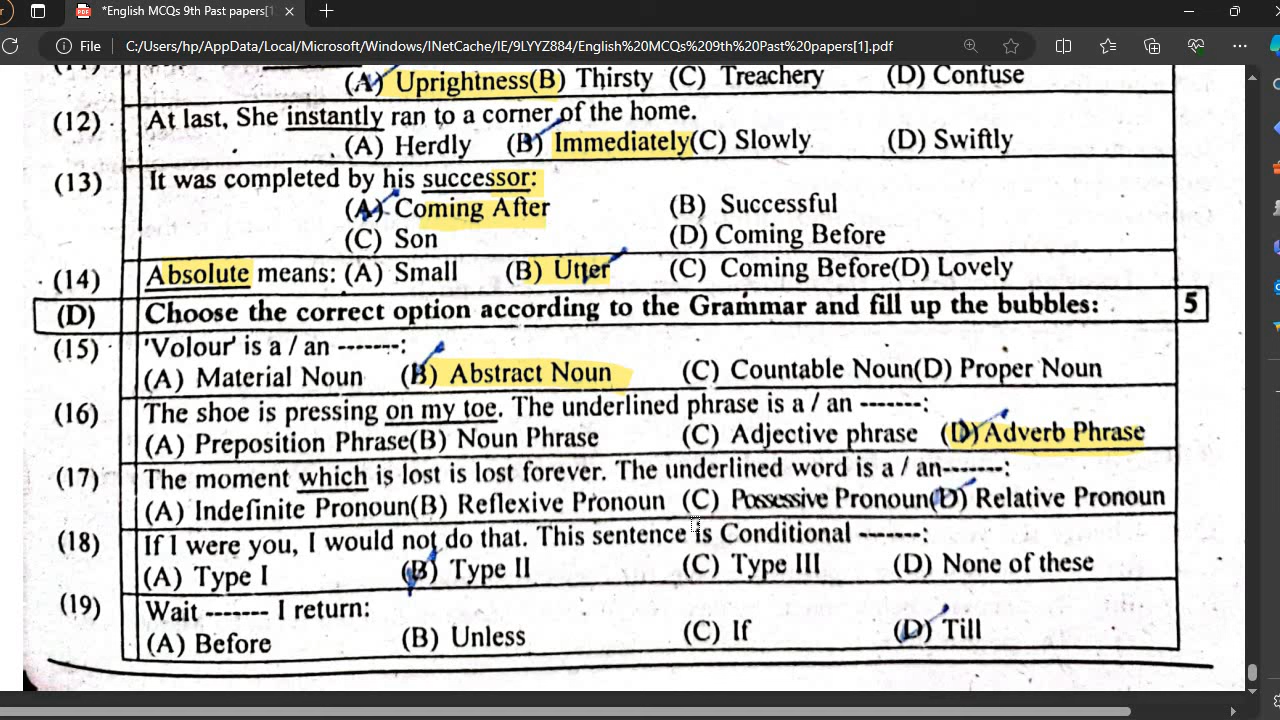 *English MCQs 9th Past papers[1
File C:/Users/hp/AppData/Local/Microsoft/Windows/INetCache/IE/9LYYZ884/English%20MCQs%209th%20Past%20papers[1].pdf
(A) Uprightness(B) Thirsty (C) Treachery (D) Confuse
(12) At last, She instantly ran to a corner of the home.
(A) Herdly (B) Immediately(C) Slowly (D) Swiftly
(13) It was completed by his successor:
(A) Coming After (B) Successful
(C) Son (D) Coming Before
(14) Absolute means: (A) Small (B) Utter (C) Coming Before(D) Lovely
(D) Choose the correct option according to the Grammar and fill up the bubbles: 5
(15) 'Volour' is a / an -------:
(A) Material Noun (B) Abstract Noun (C) Countable Noun(D) Proper Noun
(16) The shoe is pressing on my toe. The underlined phrase is a / an -------:
(A) Preposition Phrase(B) Noun Phrase (C) Adjective phrase (D) Adverb Phrase
(17) The moment which is lost is lost forever. The underlined word is a / an-------:
(A) Indefinite Pronoun(B) Reflexive Pronoun (C) Possessive Pronoun(D) Relative Pronoun
(18) If I were you, I would not do that. This sentence is Conditional -------:
(A) Type I (B) Type II (C) Type III (D) None of these
(19) Wait ------- I return:
(A) Before (B) Unless (C) If (D) Till